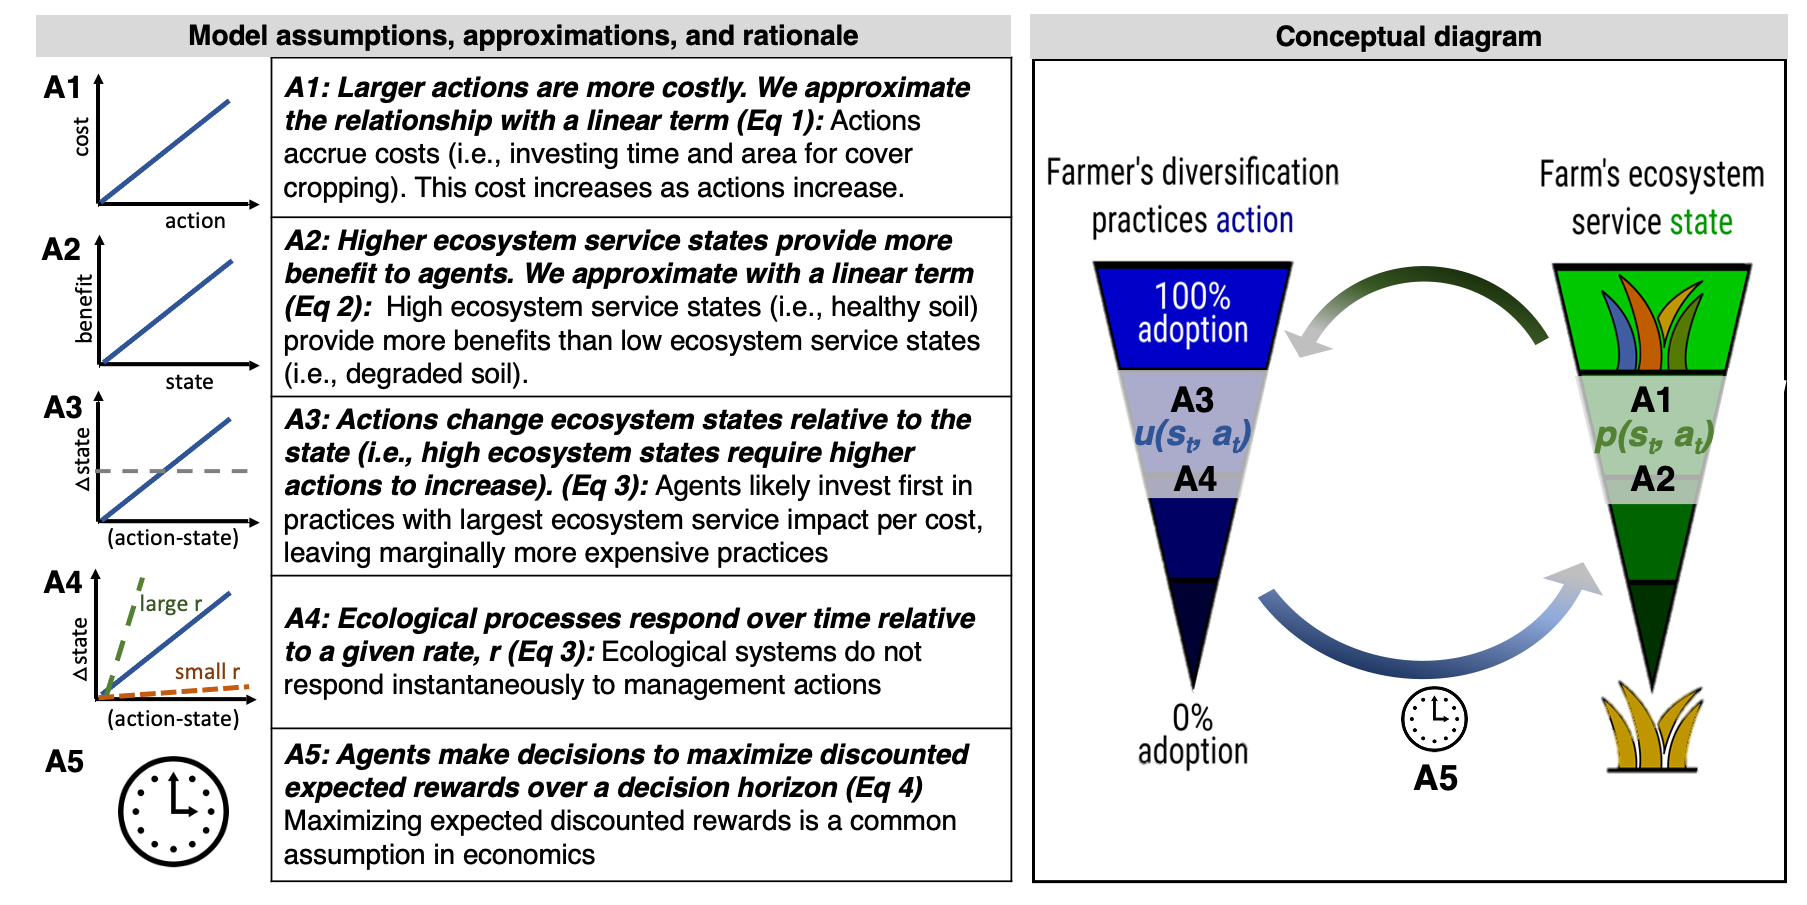 Model assumptions, approximations, and rationale
A1
cost
action
A1: Larger actions are more costly. We approximate
the relationship with a linear term (Eq 1): Actions
accrue costs (i.e., investing time and area for cover
cropping). This cost increases as actions increase.
A2
benefit
state
A2: Higher ecosystem service states provide more
benefit to agents. We approximate with a linear term
(Eq 2): High ecosystem service states (i.e., healthy soil)
provide more benefits than low ecosystem service states
(i.e., degraded soil).
A3
Δstate
(action-state)
A3: Actions change ecosystem states relative to the
state (i.e., high ecosystem states require higher
actions to increase). (Eq 3): Agents likely invest first in
practices with largest ecosystem service impact per cost,
leaving marginally more expensive practices
A4
large r
small r
Δstate
(action-state)
A4: Ecological processes respond over time relative
to a given rate, r (Eq 3): Ecological systems do not
respond instantaneously to management actions
A5
A5: Agents make decisions to maximize discounted
expected rewards over a decision horizon (Eq 4)
Maximizing expected discounted rewards is a common
assumption in economics
Conceptual diagram
Farmer's diversification
practices action
100%
adoption
A3
u(st, at)
A4
0%
adoption
Farm's ecosystem
service state
A1
p(st, at)
A2
A5